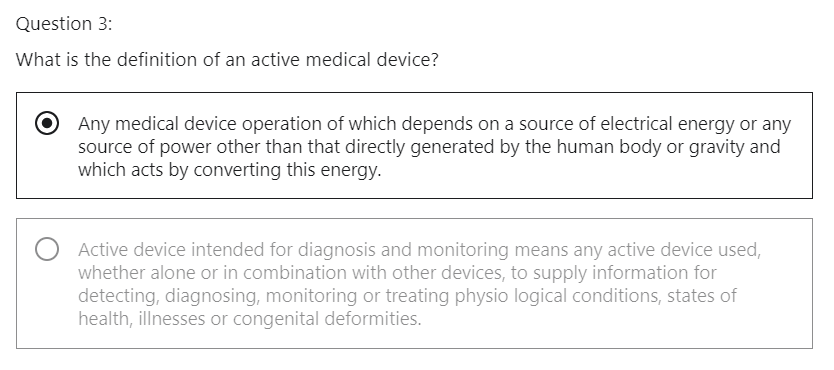 Question 3:
What is the definition of an active medical device?
Any medical device operation of which depends on a source of electrical energy or any
source of power other than that directly generated by the human body or gravity and
which acts by converting this energy.
Active device intended for diagnosis and monitoring means any active device used,
whether alone or in combination with other devices, to supply information for
detecting, diagnosing, monitoring or treating physio logical conditions, states of
health, illnesses or congenital deformities.